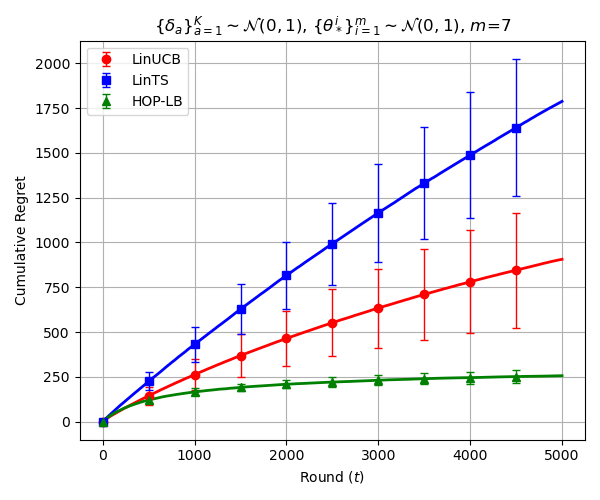 {δₐ}ᴷₐ₌₁ ∼ 𝒩(0, 1), {θⁱ∗}ᵐᵢ₌₁ ∼ 𝒩(0, 1), m=7
LinUCB
LinTS
HOP-LB
Cumulative Regret
2000
1750
1500
1250
1000
750
500
250
0
0 1000 2000 3000 4000 5000
Round (t)